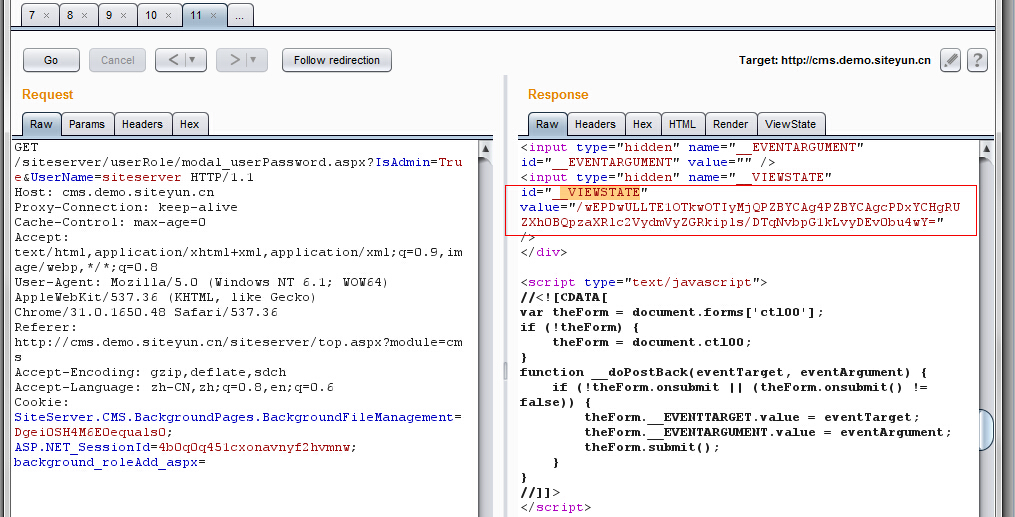 7 × 8 × 9 × 10 × 11 × ...
Go Cancel < > Follow redirection Target: http://cms.demo.siteyun.cn ?
Request
Raw Params Headers Hex
GET
/siteserver/userRole/modal_userPassword.aspx?IsAdmin=Tru
e&UserName=siteserver HTTP/1.1
Host: cms.demo.siteyun.cn
Proxy-Connection: keep-alive
Cache-Control: max-age=0
Accept:
text/html,application/xhtml+xml,application/xml;q=0.9,im
age/webp,*/*;q=0.8
User-Agent: Mozilla/5.0 (Windows NT 6.1; WOW64)
AppleWebKit/537.36 (KHTML, like Gecko)
Chrome/31.0.1650.48 Safari/537.36
Referer:
http://cms.demo.siteyun.cn/siteserver/top.aspx?module=cm
s
Accept-Encoding: gzip,deflate,sdch
Accept-Language: zh-CN,zh;q=0.8,en;q=0.6
Cookie:
SiteServer.CMS.BackgroundPages.BackgroundFileManagement=
Dgei0SH4M6E0equals0;
ASP.NET_SessionId=4b0q0q451cxonavnyf2hvmnw;
background_roleAdd_aspx=
Response
Raw Headers Hex HTML Render ViewState
<input type="hidden" name="__EVENTARGUMENT"
id="__EVENTARGUMENT" value="" />
<input type="hidden" name="__VIEWSTATE"
id="__VIEWSTATE"
value="/wEPDwULLTE1OTkwOTIyMjQPZBYCAg4PZBYCAgcPDxYCHgRU
ZXh0BQpzaXRlc2VydmVyZGRkip1s/DTqNvbpG1kLvyDEv0bu4wY="
/>
</div>
<script type="text/javascript">
//<![CDATA[
var theForm = document.forms['ctl00'];
if (!theForm) {
    theForm = document.ctl00;
}
function __doPostBack(eventTarget, eventArgument) {
    if (!theForm.onsubmit || (theForm.onsubmit() !=
false)) {
        theForm.__EVENTTARGET.value = eventTarget;
        theForm.__EVENTARGUMENT.value = eventArgument;
        theForm.submit();
    }
}
//]]>
</script>